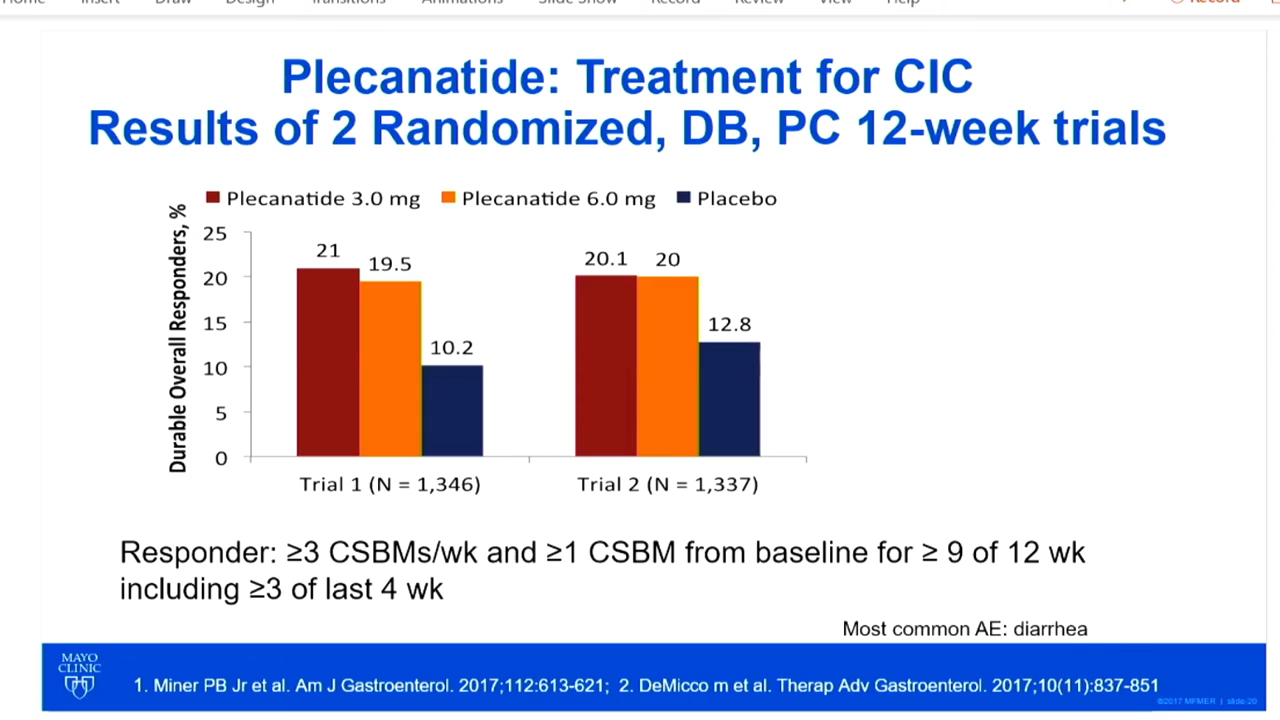 Home Insert Draw Design Transitions Animations Slide Show Record Review View Help Record
Plecanatide: Treatment for CIC
Results of 2 Randomized, DB, PC 12-week trials
Plecanatide 3.0 mg Plecanatide 6.0 mg Placebo
Durable Overall Responders, %
25
20
15
10
5
0
21
19.5
10.2
20.1
20
12.8
Trial 1 (N = 1,346) Trial 2 (N = 1,337)
Responder: ≥3 CSBMs/wk and ≥1 CSBM from baseline for ≥ 9 of 12 wk
including ≥3 of last 4 wk
Most common AE: diarrhea
MAYO
CLINIC
1. Miner PB Jr et al. Am J Gastroenterol. 2017;112:613-621; 2. DeMicco m et al. Therap Adv Gastroenterol. 2017;10(11):837-851
©2017 MFMER | slide-20